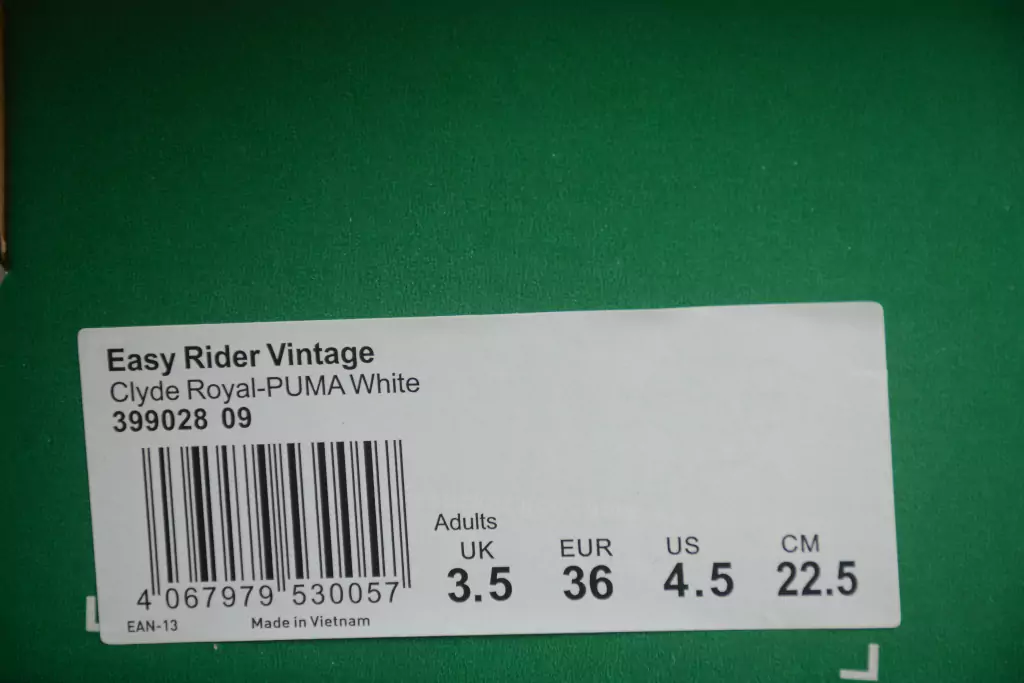 Easy Rider Vintage
Clyde Royal-PUMA White
399028 09
Adults
UK EUR US CM
3.5 36 4.5 22.5
4 067979 530057
EAN-13 Made in Vietnam